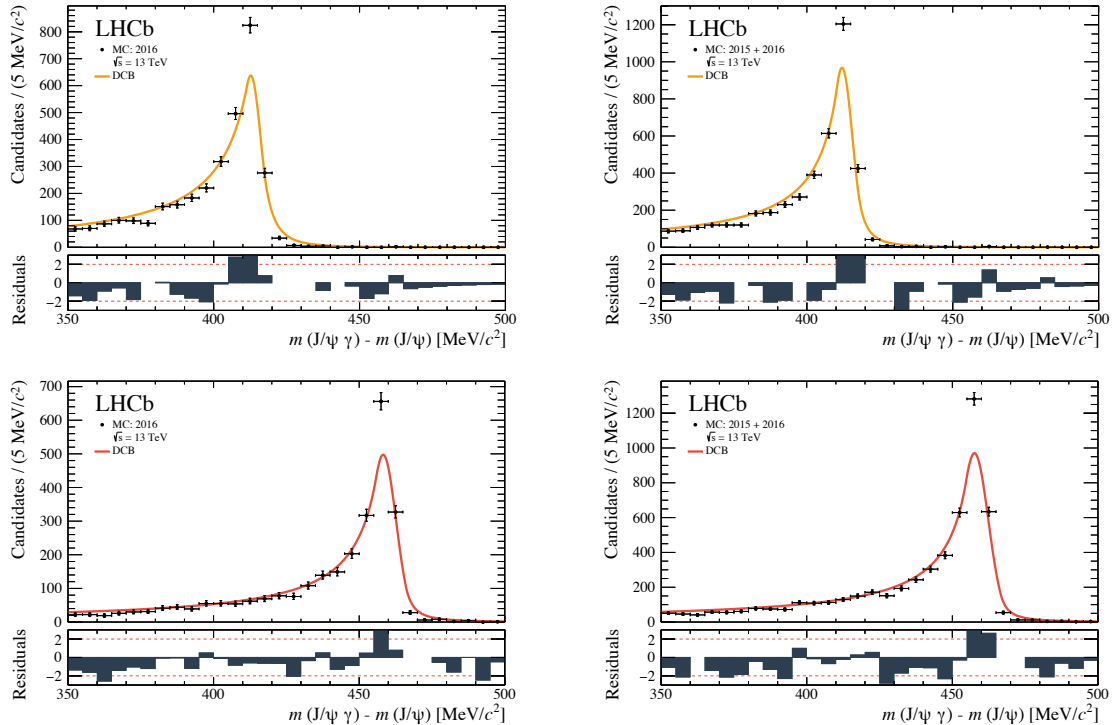 LHCb
MC: 2016
√s = 13 TeV
DCB
Candidates / (5 MeV/c²)
0
100
200
300
400
500
600
700
800
Residuals
2
0
−2
350
400
450
500
m (J/ψ γ) - m (J/ψ) [MeV/c²]
LHCb
MC: 2015 + 2016
√s = 13 TeV
DCB
Candidates / (5 MeV/c²)
0
200
400
600
800
1000
1200
Residuals
2
0
−2
350
400
450
500
m (J/ψ γ) - m (J/ψ) [MeV/c²]
LHCb
MC: 2016
√s = 13 TeV
DCB
Candidates / (5 MeV/c²)
0
100
200
300
400
500
600
700
Residuals
2
0
−2
350
400
450
500
m (J/ψ γ) - m (J/ψ) [MeV/c²]
LHCb
MC: 2015 + 2016
√s = 13 TeV
DCB
Candidates / (5 MeV/c²)
0
200
400
600
800
1000
1200
Residuals
2
0
−2
350
400
450
500
m (J/ψ γ) - m (J/ψ) [MeV/c²]